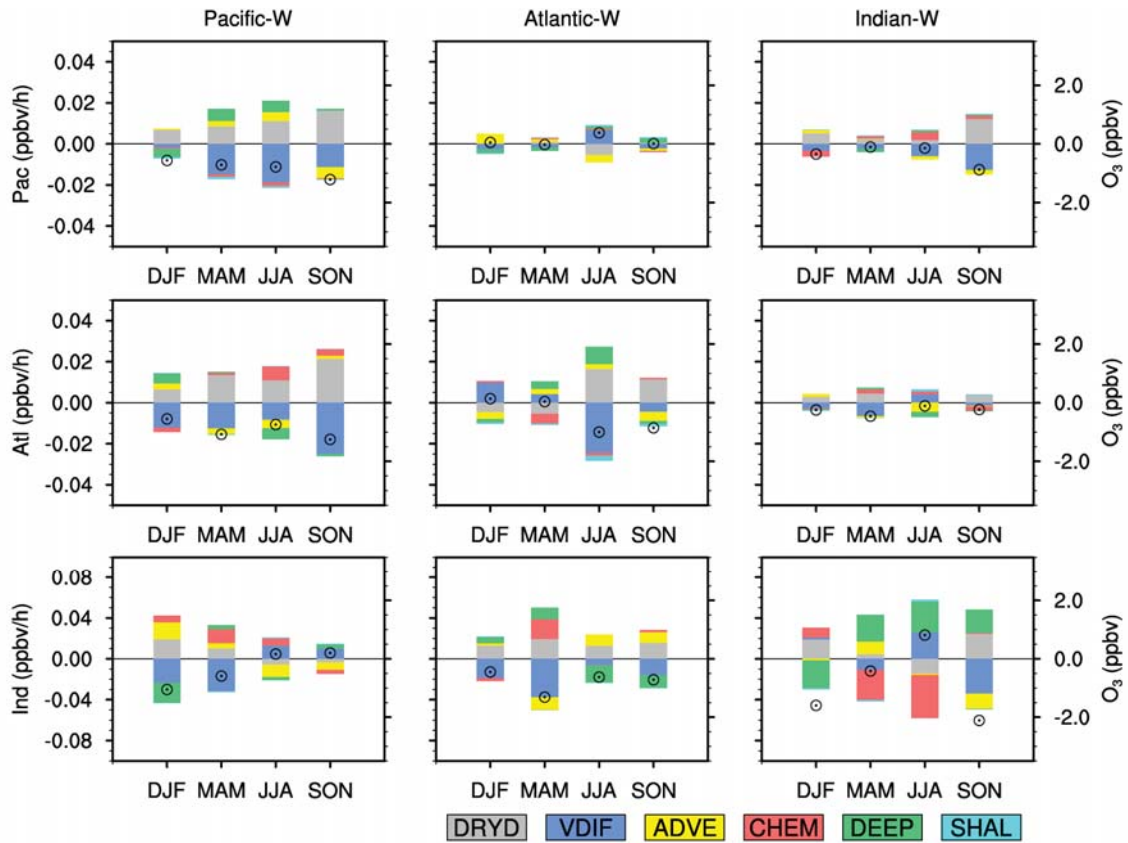 Pacific-W Atlantic-W Indian-W
Pac (ppbv/h)
0.04
0.02
0.00
-0.02
-0.04
2.0
0.0
-2.0
O3 (ppbv)
DJF MAM JJA SON DJF MAM JJA SON DJF MAM JJA SON
Atl (ppbv/h)
0.04
0.02
0.00
-0.02
-0.04
2.0
0.0
-2.0
O3 (ppbv)
DJF MAM JJA SON DJF MAM JJA SON DJF MAM JJA SON
Ind (ppbv/h)
0.08
0.04
0.00
-0.04
-0.08
2.0
0.0
-2.0
O3 (ppbv)
DJF MAM JJA SON DJF MAM JJA SON DJF MAM JJA SON
DRYD VDIF ADVE CHEM DEEP SHAL